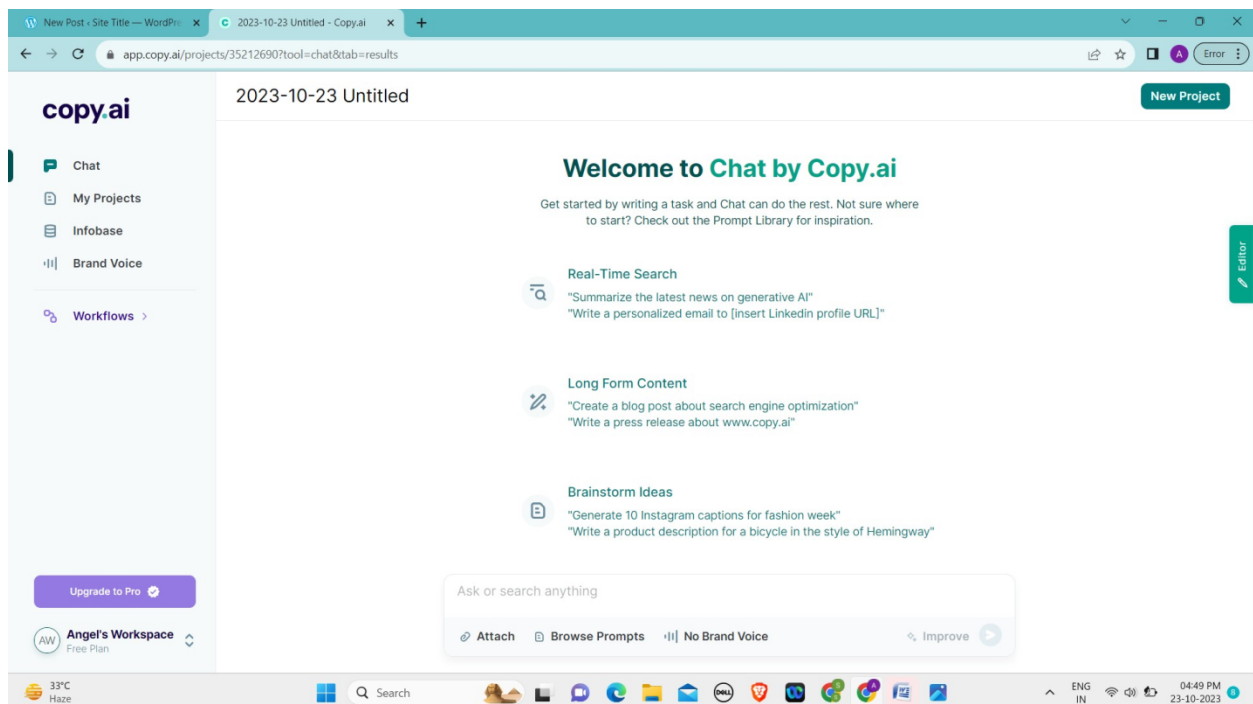 New Post ‹ Site Title — WordPre
2023-10-23 Untitled - Copy.ai
app.copy.ai/projects/35212690?tool=chat&tab=results
A
Error
copy.ai
2023-10-23 Untitled
New Project
Chat
My Projects
Infobase
Brand Voice
Workflows
Welcome to Chat by Copy.ai
Get started by writing a task and Chat can do the rest. Not sure where
to start? Check out the Prompt Library for inspiration.
Editor
Real-Time Search
"Summarize the latest news on generative AI"
"Write a personalized email to [insert Linkedin profile URL]"
Long Form Content
"Create a blog post about search engine optimization"
"Write a press release about www.copy.ai"
Brainstorm Ideas
"Generate 10 Instagram captions for fashion week"
"Write a product description for a bicycle in the style of Hemingway"
Upgrade to Pro
AW
Angel's Workspace
Free Plan
Ask or search anything
Attach
Browse Prompts
No Brand Voice
Improve
33°C
Haze
Search
DELL
ENG
IN
04:49 PM
23-10-2023
8